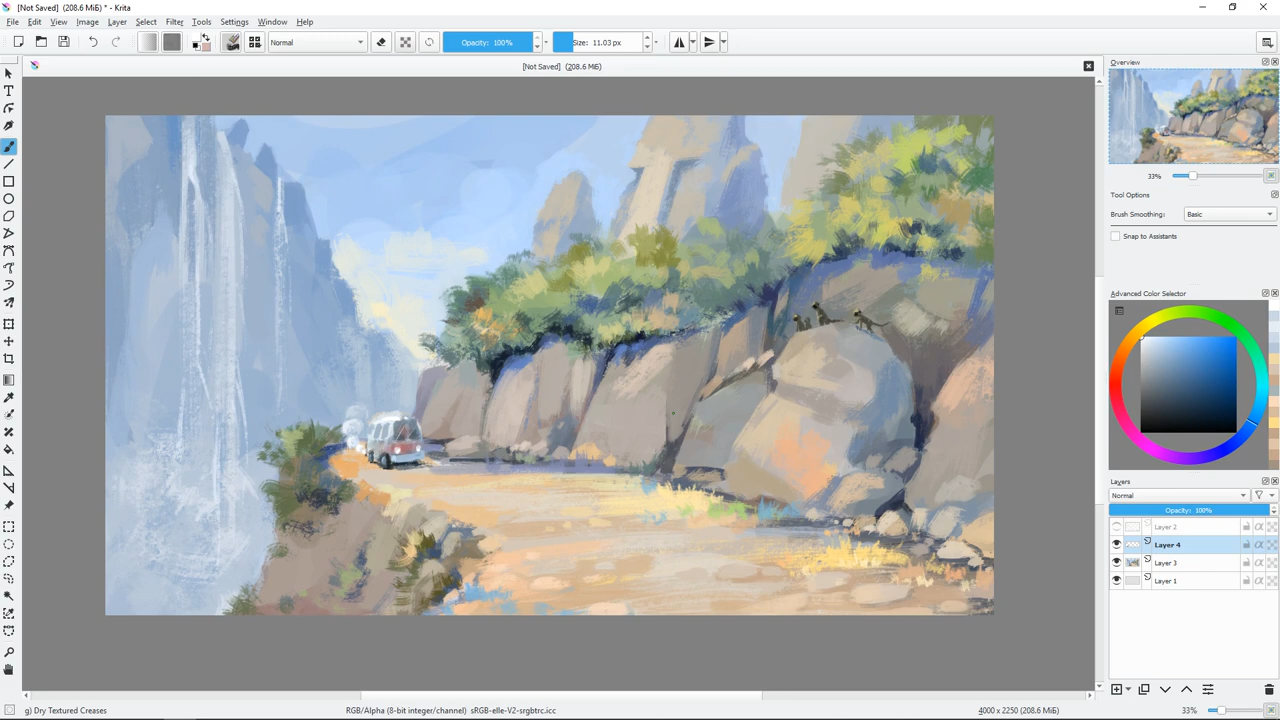 [Not Saved] (208.6 MiB) * - Krita
File Edit View Image Layer Select Filter Tools Settings Window Help
Normal
Opacity: 100%
Size: 11.03 px
[Not Saved] (208.6 MiB)
Overview
33%
Tool Options
Brush Smoothing: Basic
Snap to Assistants
Advanced Color Selector
Layers
Normal
Opacity: 100%
Layer 2
Layer 4
Layer 3
Layer 1
g) Dry Textured Creases
RGB/Alpha (8-bit integer/channel) sRGB-elle-V2-srgbtrc.icc
4000 x 2250 (208.6 MiB)
33%